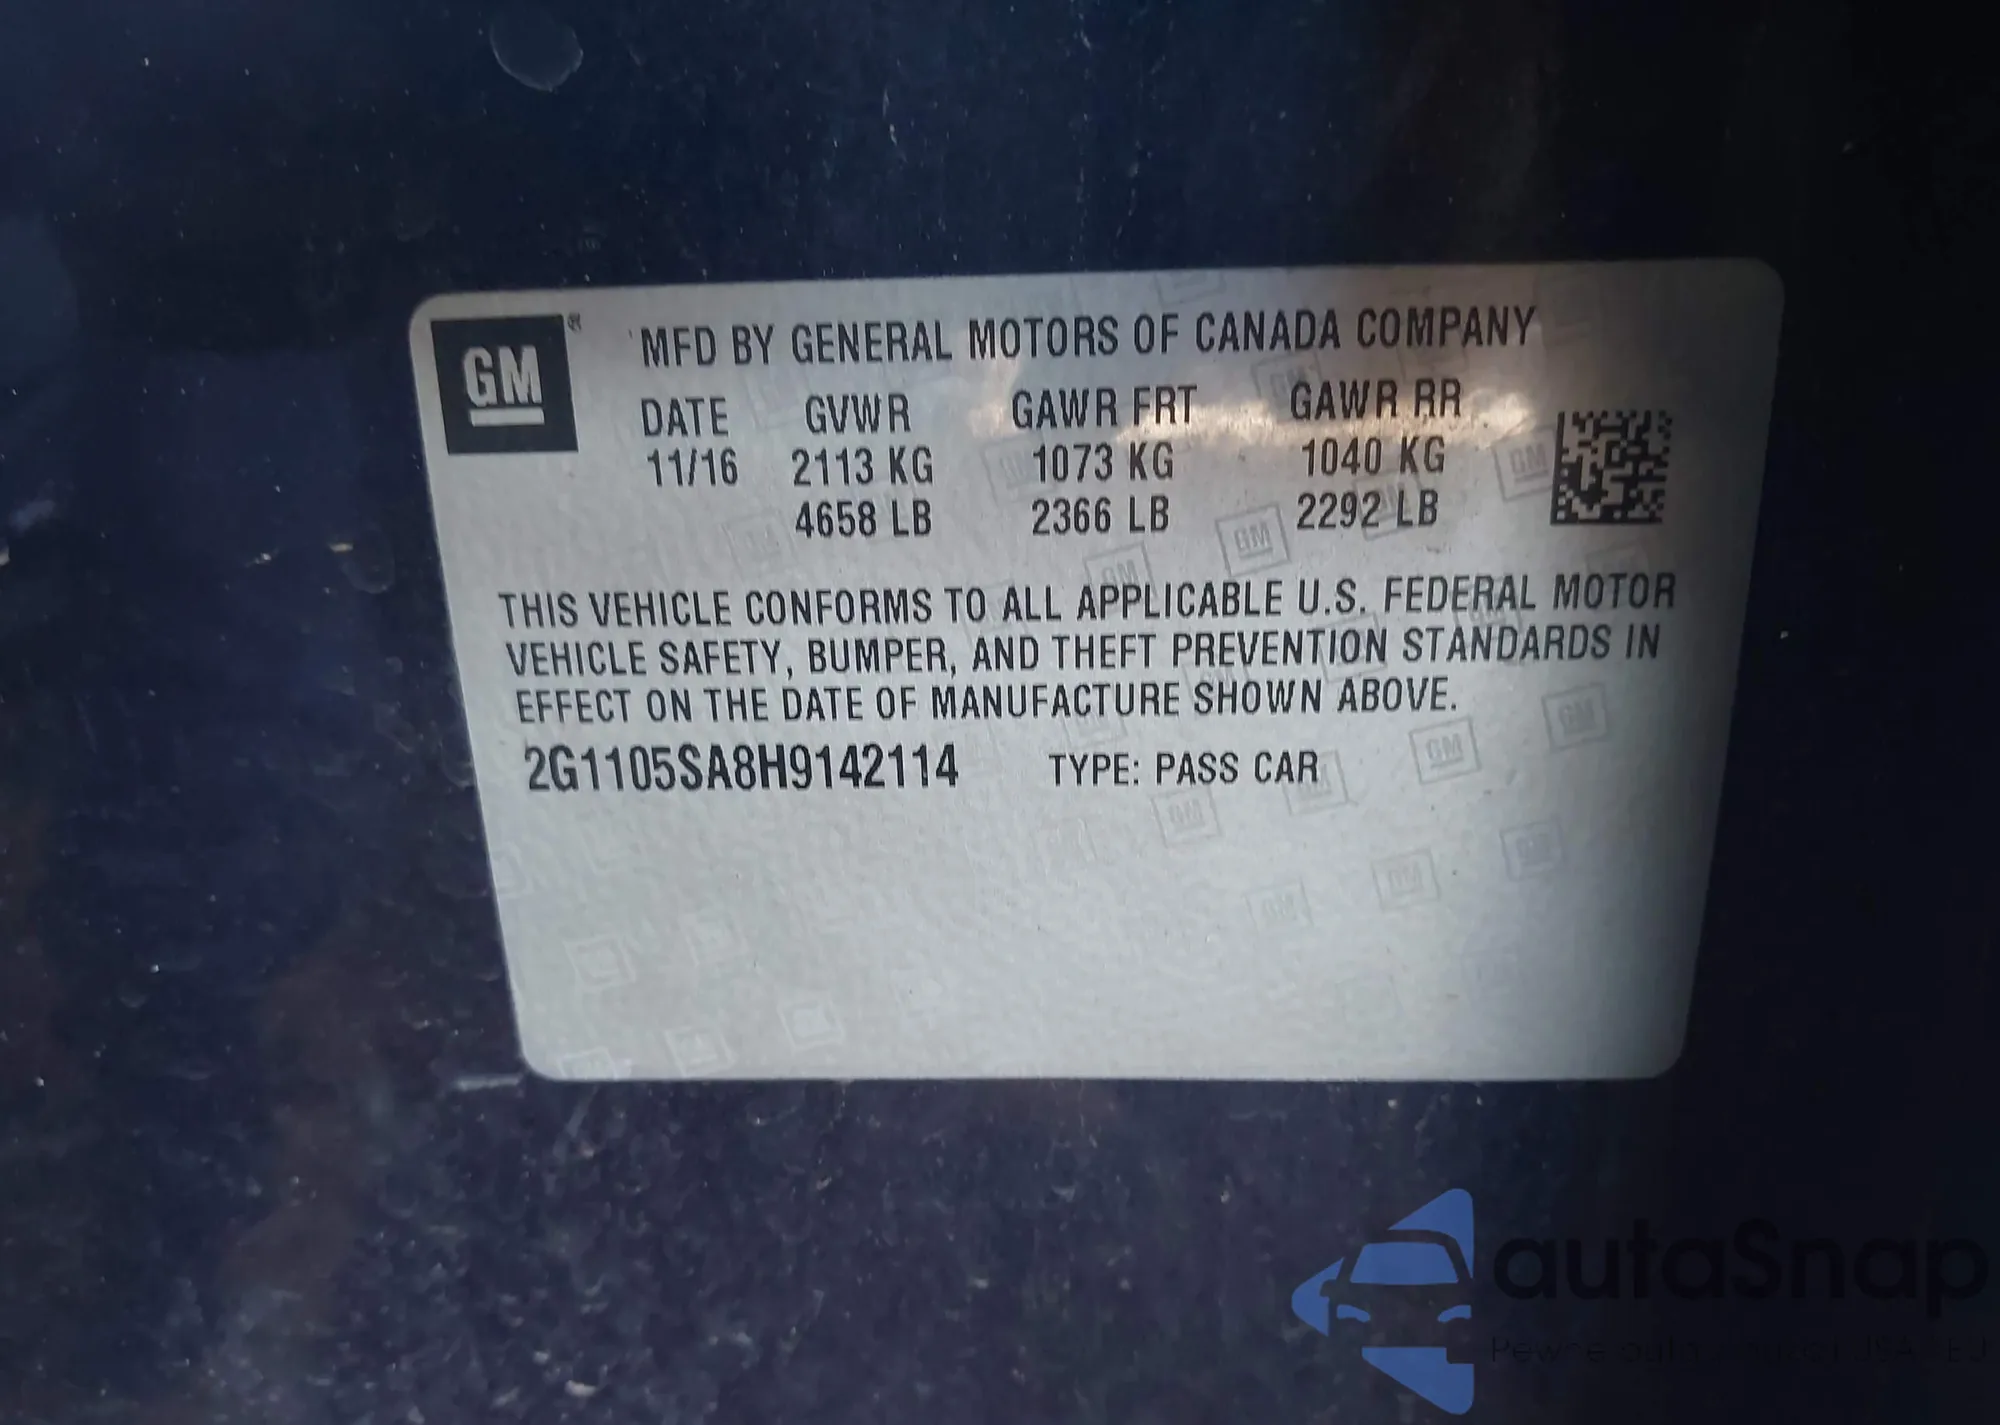 GM
MFD BY GENERAL MOTORS OF CANADA COMPANY
DATE GVWR GAWR FRT GAWR RR
11/16 2113 KG 1073 KG 1040 KG
4658 LB 2366 LB 2292 LB
THIS VEHICLE CONFORMS TO ALL APPLICABLE U.S. FEDERAL MOTOR
VEHICLE SAFETY, BUMPER, AND THEFT PREVENTION STANDARDS IN
EFFECT ON THE DATE OF MANUFACTURE SHOWN ABOVE.
2G1105SA8H9142114 TYPE: PASS CAR
autaSnap